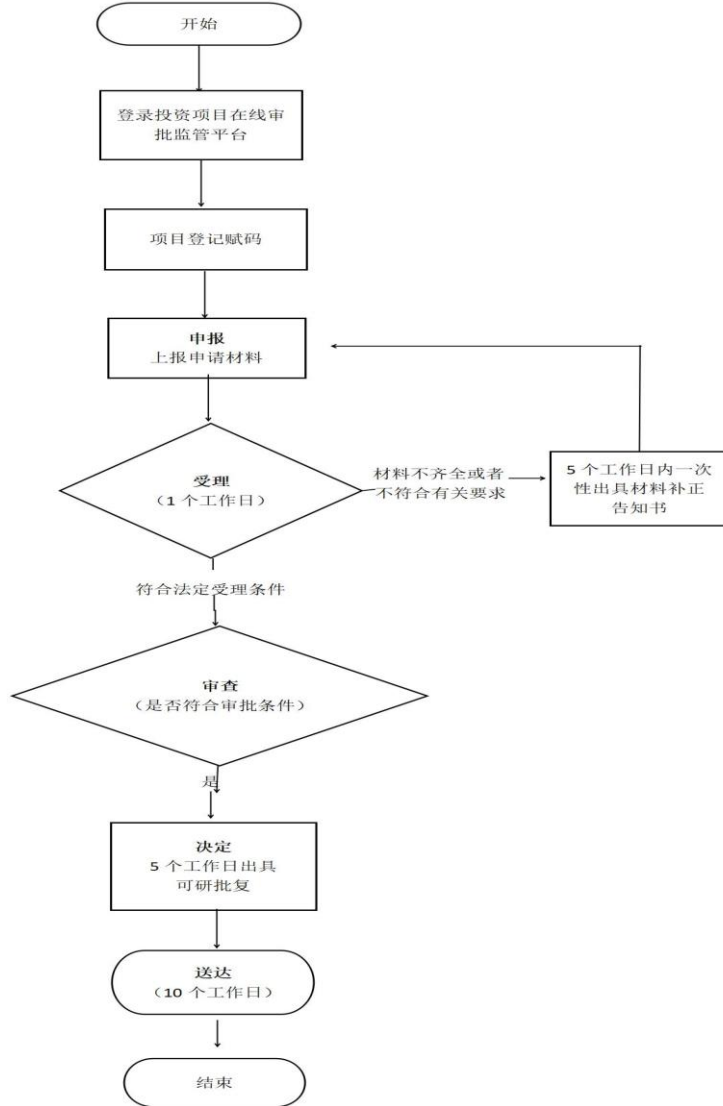 开始
登录投资项目在线审
批监管平台
项目登记赋码
申报
上报申请材料
受理
（1 个工作日）
材料不齐全或者
不符合有关要求
5 个工作日内一次
性出具材料补正
告知书
符合法定受理条件
审查
（是否符合审批条件）
是
决定
5 个工作日出具
可研批复
送达
（10 个工作日）
结束